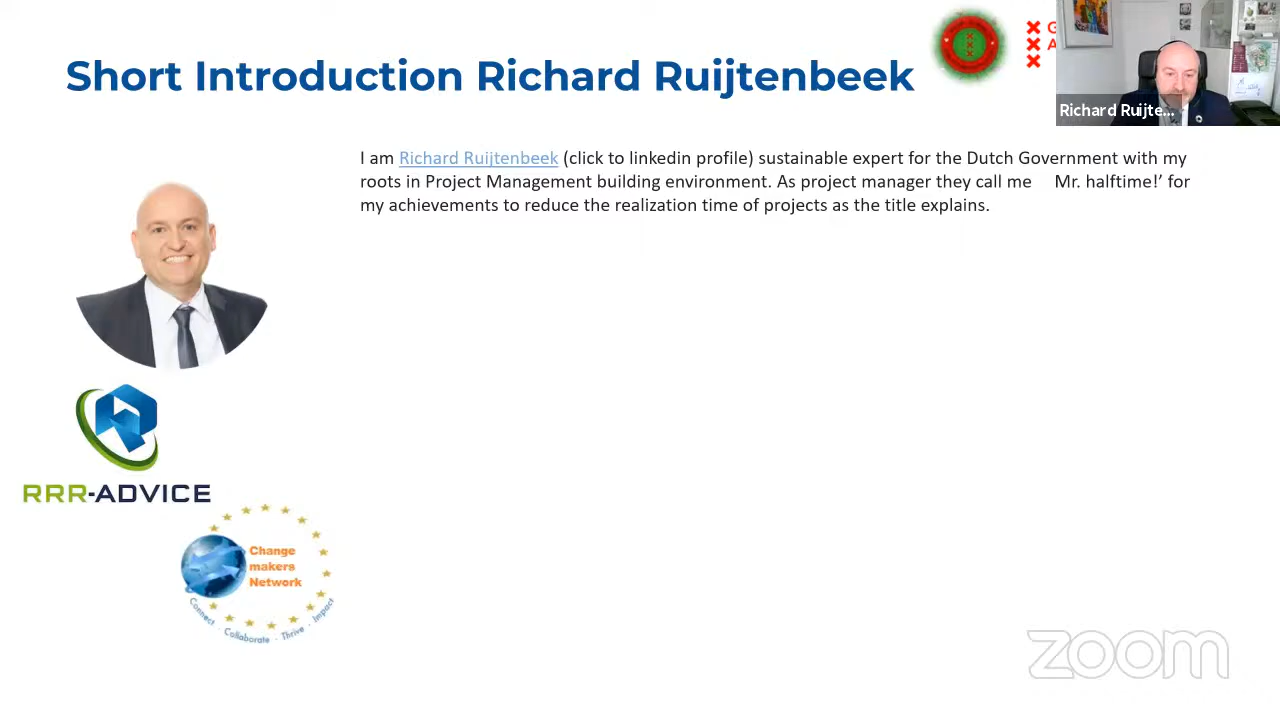 Short Introduction Richard Ruijtenbeek
Richard Ruijte...
I am Richard Ruijtenbeek (click to linkedin profile) sustainable expert for the Dutch Government with my
roots in Project Management building environment. As project manager they call me Mr. halftime!’ for
my achievements to reduce the realization time of projects as the title explains.
RRR-ADVICE
Change
makers
Network
Connect · Collaborate · Thrive · Impact
zoom